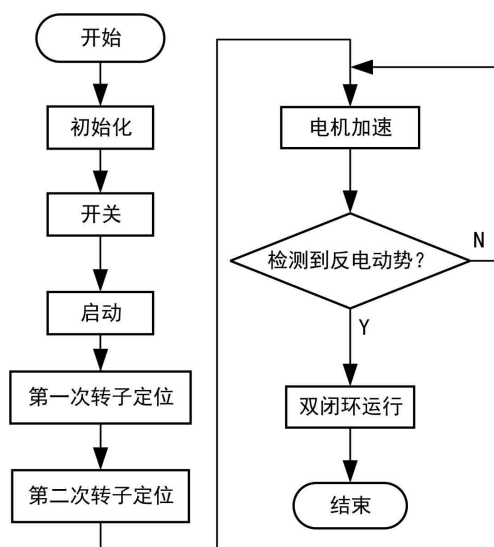 开始
初始化
开关
启动
第一次转子定位
第二次转子定位
电机加速
检测到反电动势?
N
Y
双闭环运行
结束